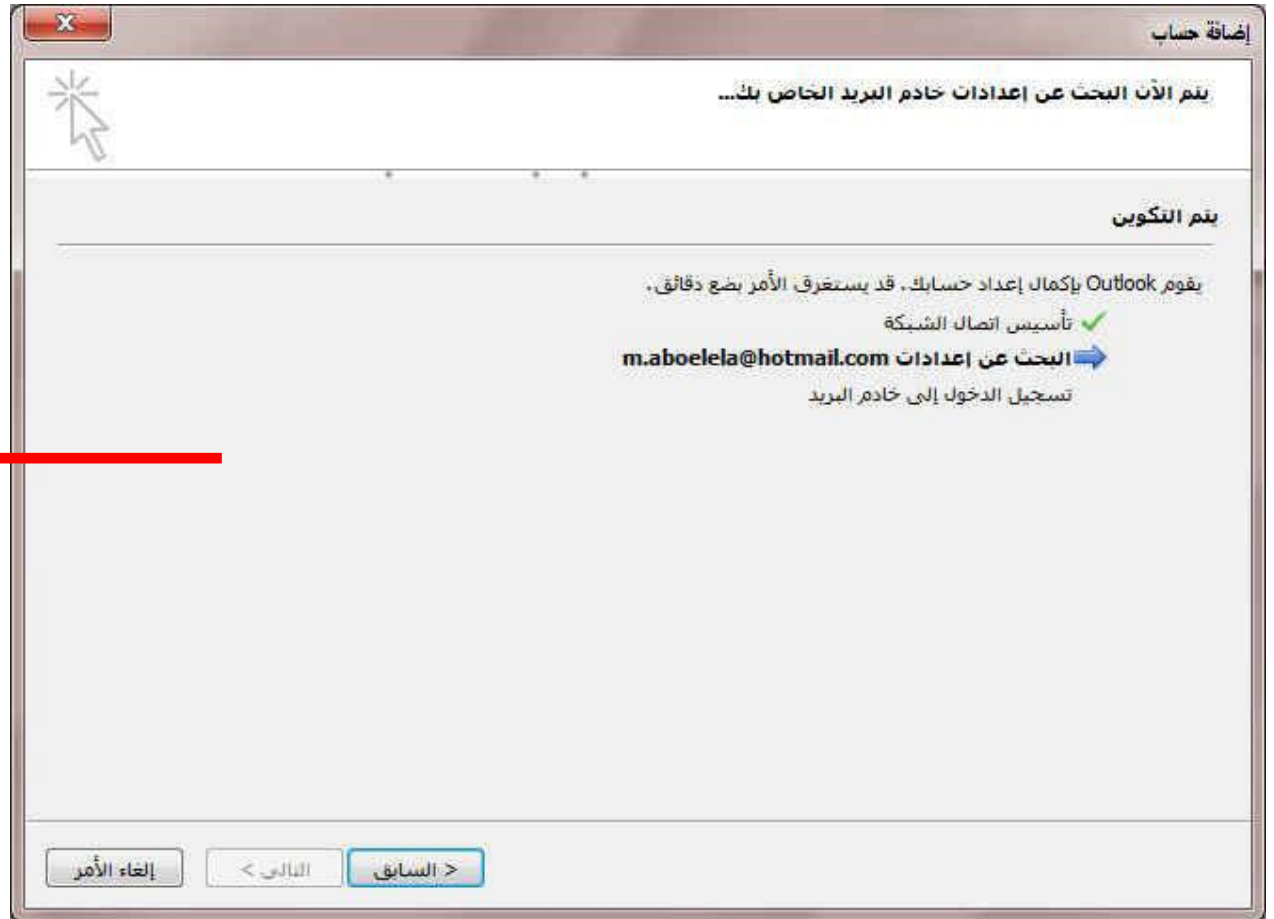 إضافة حساب
يتم الآن البحث عن إعدادات خادم البريد الخاص بك...
يتم التكوين
يقوم Outlook بإكمال إعداد حسابك. قد يستغرق الأمر بضع دقائق.
تأسيس اتصال الشبكة
البحث عن إعدادات m.aboelela@hotmail.com
تسجيل الدخول إلى خادم البريد
< السابق
التالي >
إلغاء الأمر